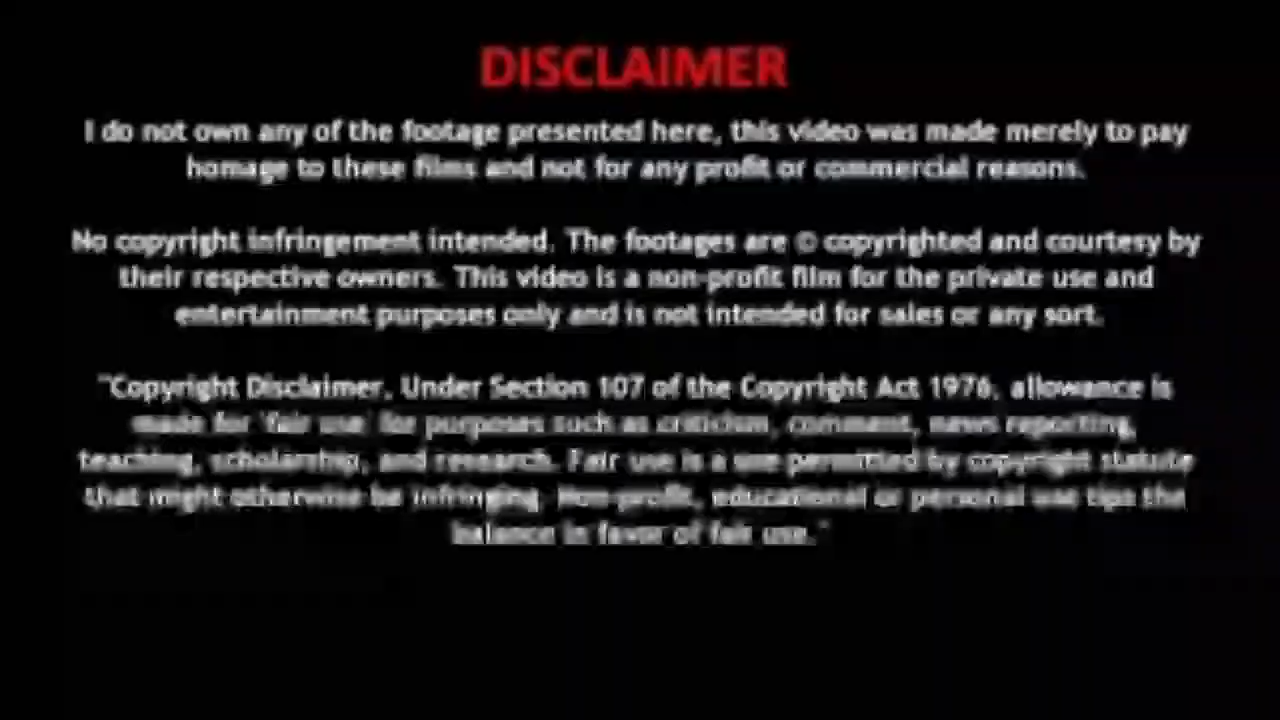 DISCLAIMER
I do not own any of the footage presented here, this video was made merely to pay
homage to these films and not for any profit or commercial reasons.
No copyright infringement intended. The footages are © copyrighted and courtesy by
their respective owners. This video is a non-profit film for the private use and
entertainment purposes only and is not intended for sales or any sort.
"Copyright Disclaimer, Under Section 107 of the Copyright Act 1976, allowance is
made for 'fair use' for purposes such as criticism, comment, news reporting,
teaching, scholarship, and research. Fair use is a use permitted by copyright statute
that might otherwise be infringing. Non-profit, educational or personal use tips the
balance in favor of fair use."